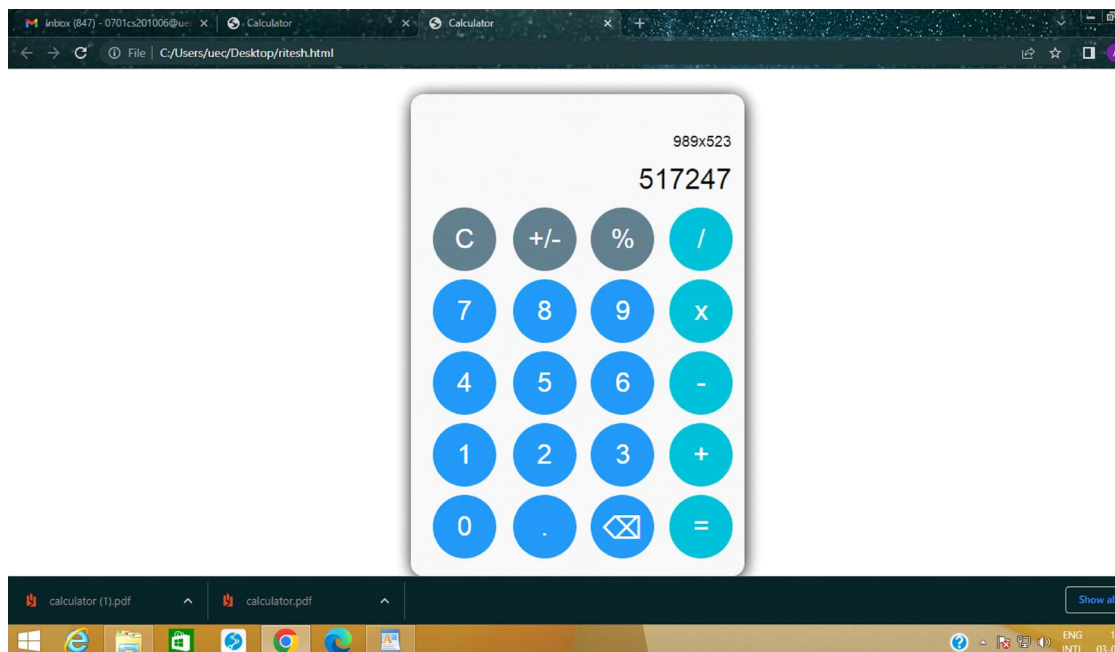 Inbox (847) - 0701cs201006@ue
Calculator
Calculator
File | C:/Users/uec/Desktop/ritesh.html
989x523
517247
C +/- % /
7 8 9 x
4 5 6 -
1 2 3 +
0 . =
calculator (1).pdf
calculator.pdf
Show al
ENG
INTL